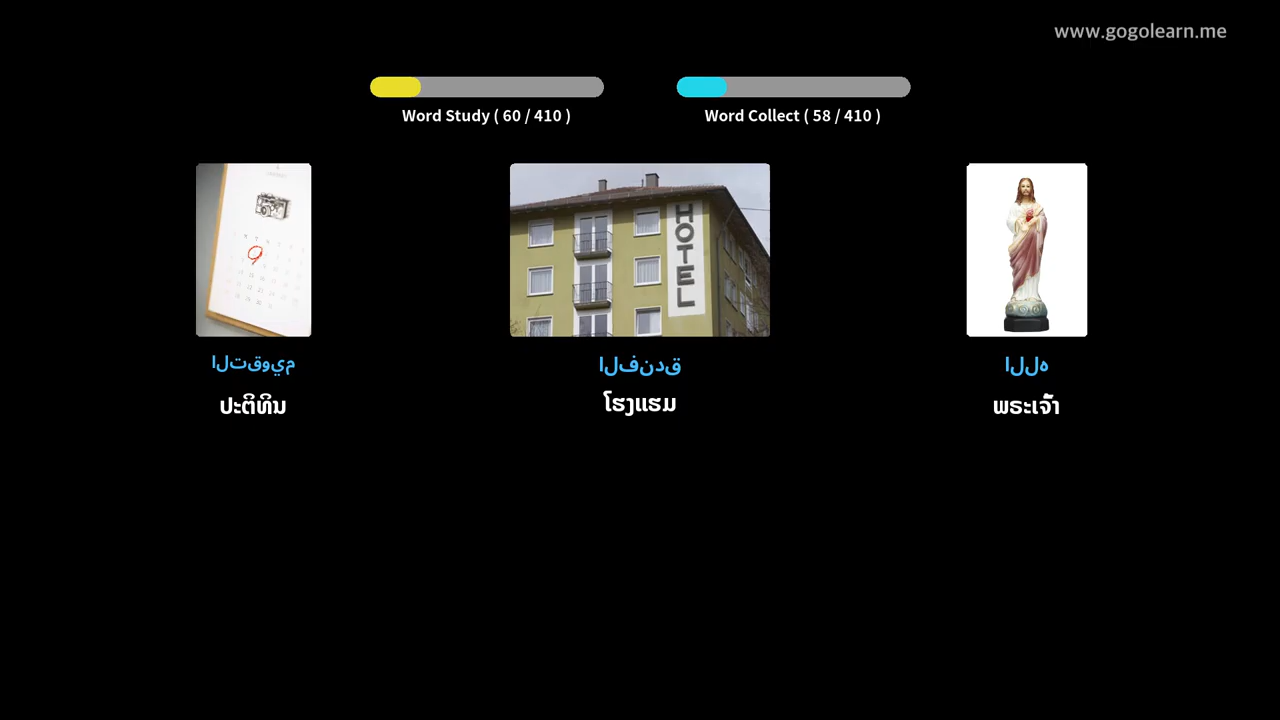 www.gogolearn.me
Word Study ( 60 / 410 )
Word Collect ( 58 / 410 )
HOTEL
التقويم
الفندق
الله
ປະຕິທິນ
ໂຮງແຮມ
ພຣະເຈົ້າ